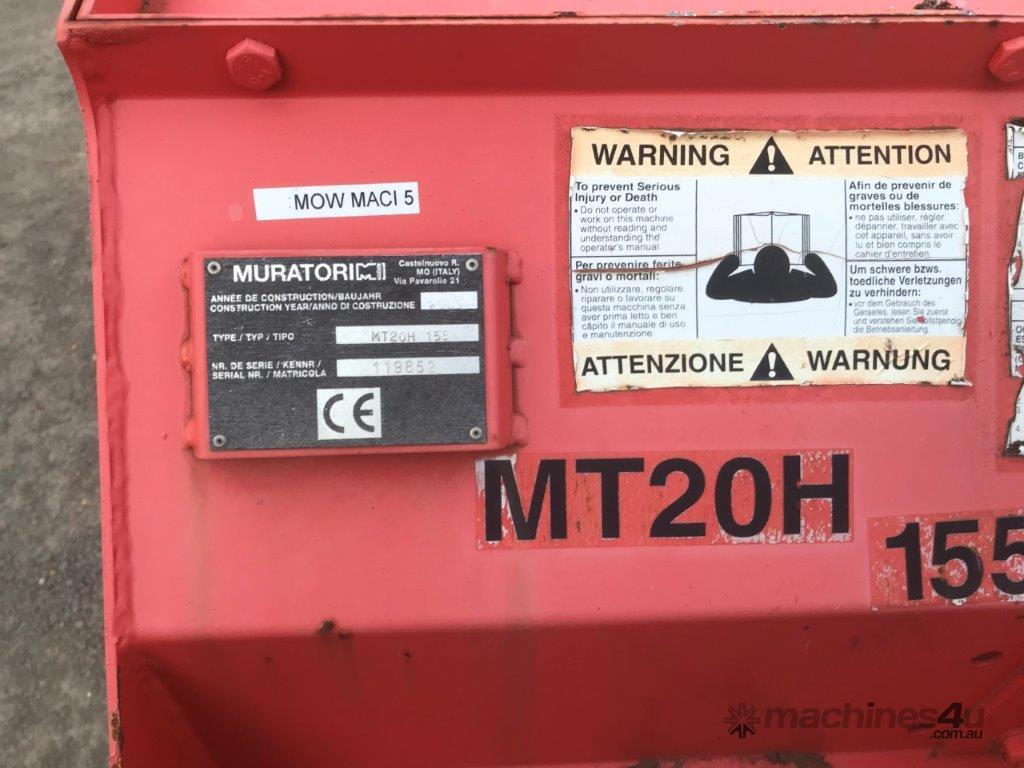 MOW MACI 5
MURATORI
Castelnuovo R.
MO (ITALY)
Via Pavarello 21
ANNÉE DE CONSTRUCTION/BAUJAHR
CONSTRUCTION YEAR/ANNO DI COSTRUZIONE
TYPE / TYP / TIPO
MT20H 155
NR. DE SERIE / KENNR /
SERIAL NR. / MATRICOLA
119852
CE
WARNING ! ATTENTION
To prevent Serious
Injury or Death
• Do not operate or
work on this machine
without reading and
understanding the
operator's manual
Afin de prevenir de
graves ou de
mortelles blessures:
• ne pas utiliser, régler,
dépanner, travailler avec
cet appareil, sans avoir
lu et bien compris le
cahier d'entretien.
Per prevenire ferite
gravi o mortali:
• Non utilizzare, regolare
riparare o lavorare su
questa macchina senza
aver prima letto e ben
câpito il manuale di uso
e manutenzione.
Um schwere bzws.
toedliche Verletzungen
zu verhindern:
• vor dem Gebrauch des
Geraetes, lesen Sie zuerst
und verstehen Sie vollstgendig
die Betriebsanleitung.
ATTENZIONE ! WARNUNG
MT20H
155
machines4u
.com.au